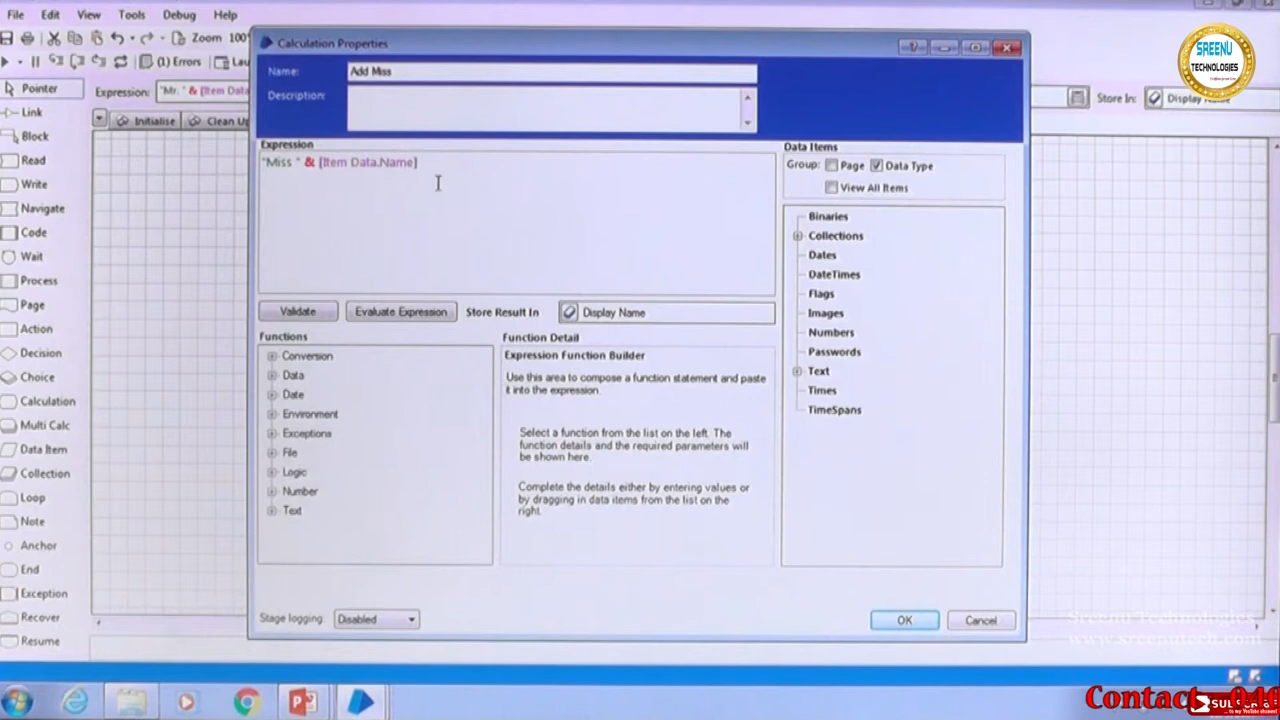 File Edit View Tools Debug Help
Zoom 100
(1) Errors
Pointer
Expression: "Mr. " & [Item Data
Store In:
Initialise
Clean Up
Link
Block
Read
Write
Navigate
Code
Wait
Process
Page
Action
Decision
Choice
Calculation
Multi Calc
Data Item
Collection
Loop
Note
Anchor
End
Exception
Recover
Resume
Calculation Properties
Name: Add Miss
Description:
Expression
"Miss " & [Item Data.Name]
Validate
Evaluate Expression
Store Result In
Display Name
Functions
Conversion
Data
Date
Environment
Exceptions
File
Logic
Number
Text
Function Detail
Expression Function Builder
Use this area to compose a function statement and paste
it into the expression.
Select a function from the list on the left. The
function details and the required parameters will
be shown here.
Complete the details either by entering values or
by dragging in data items from the list on the
right.
Data Items
Group: Page Data Type
View All Items
Binaries
Collections
Dates
DateTimes
Flags
Images
Numbers
Passwords
Text
Times
TimeSpans
Stage logging: Disabled
OK
Cancel
SREENU
TECHNOLOGIES
Sreenu Technologies
www.sreenutech.com
Contact 040
SUBSCRIBE